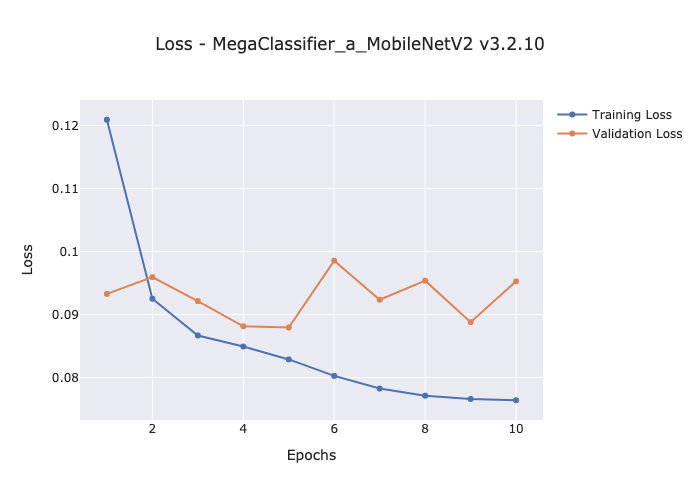 Loss - MegaClassifier_a_MobileNetV2 v3.2.10
Training Loss
Validation Loss
0.12
0.11
0.1
0.09
0.08
Loss
2
4
6
8
10
Epochs